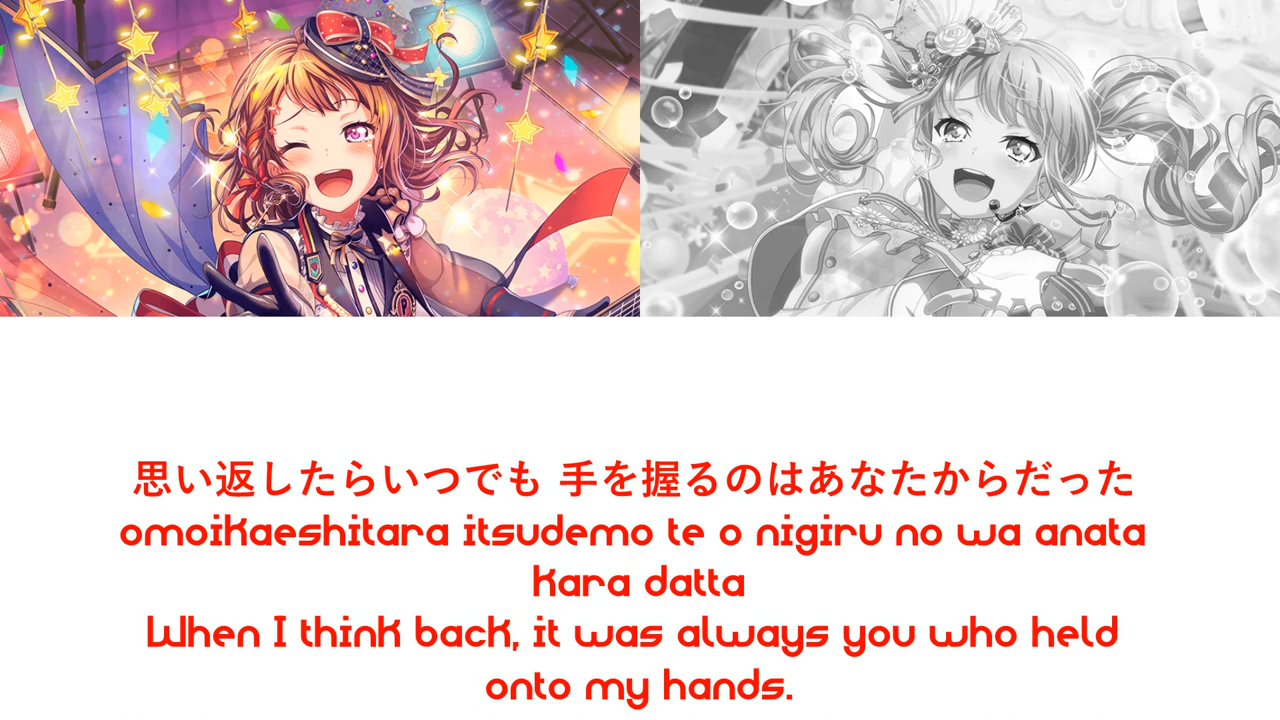 思い返したらいつでも 手を握るのはあなたからだった
omoikaeshitara itsudemo te o nigiru no wa anata
kara datta
When I think back, it was always you who held
onto my hands.